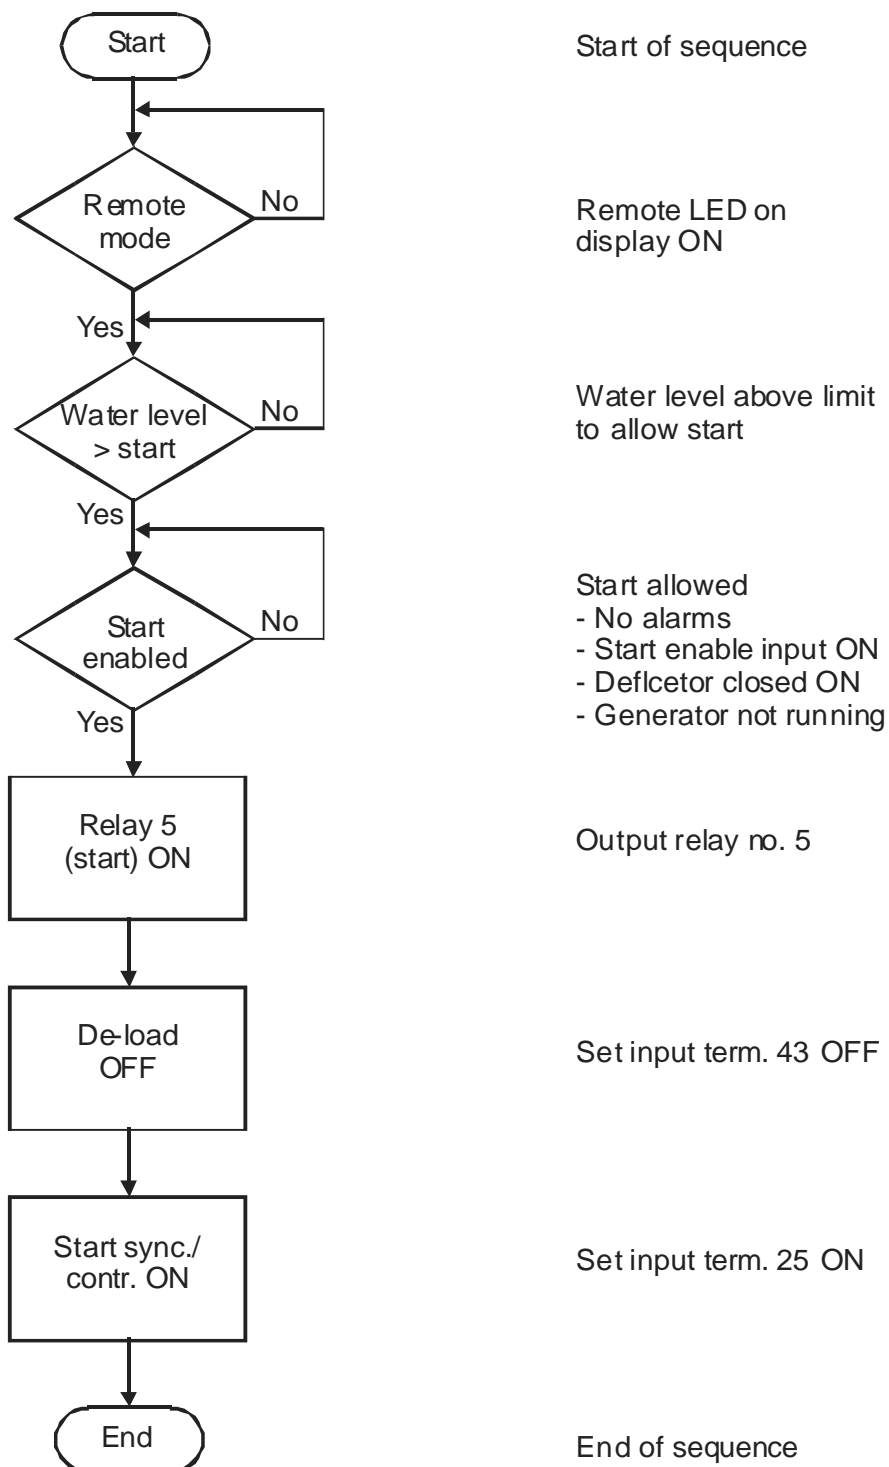 Start
Start of sequence
Remote
mode
No
Remote LED on
display ON
Yes
Water level
> start
No
Water level above limit
to allow start
Yes
Start
enabled
No
Start allowed
- No alarms
- Start enable input ON
- Deflcetor closed ON
- Generator not running
Yes
Relay 5
(start) ON
Output relay no. 5
De-load
OFF
Set input term. 43 OFF
Start sync./
contr. ON
Set input term. 25 ON
End
End of sequence